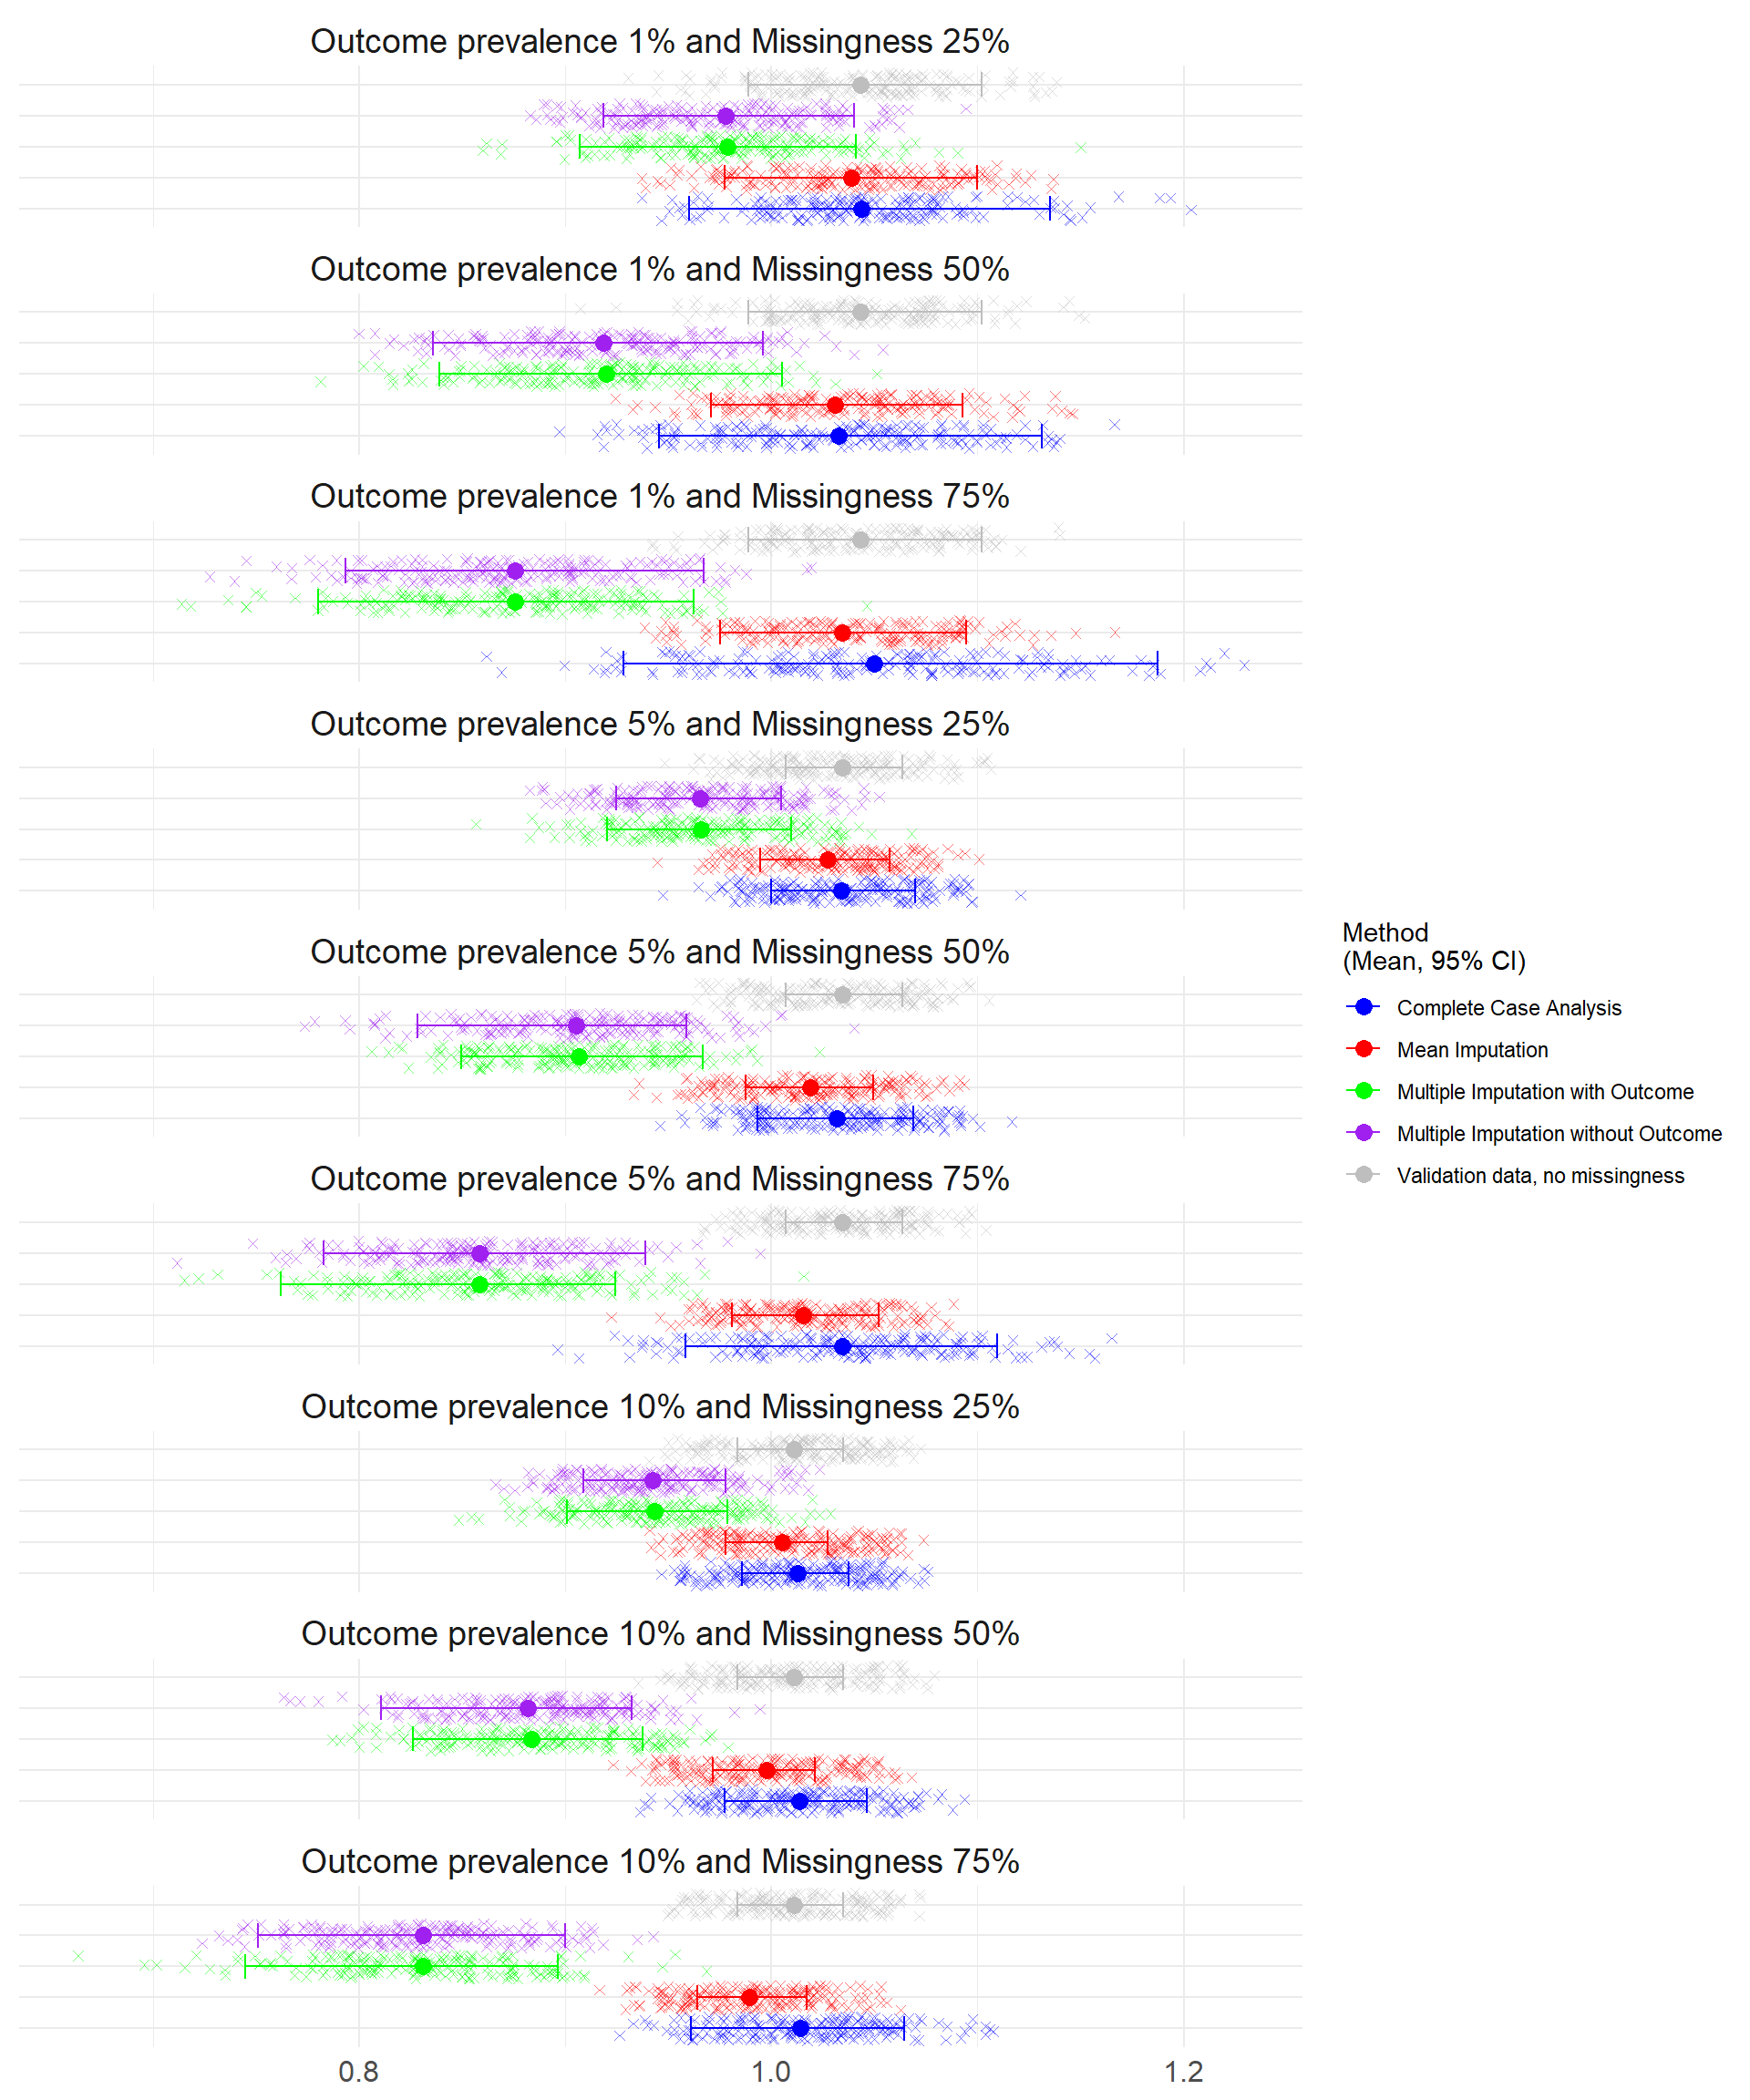 Outcome prevalence 1% and Missingness 25%
Outcome prevalence 1% and Missingness 50%
Outcome prevalence 1% and Missingness 75%
Outcome prevalence 5% and Missingness 25%
Outcome prevalence 5% and Missingness 50%
Outcome prevalence 5% and Missingness 75%
Outcome prevalence 10% and Missingness 25%
Outcome prevalence 10% and Missingness 50%
Outcome prevalence 10% and Missingness 75%
0.8 1.0 1.2
Method
(Mean, 95% CI)
Complete Case Analysis
Mean Imputation
Multiple Imputation with Outcome
Multiple Imputation without Outcome
Validation data, no missingness